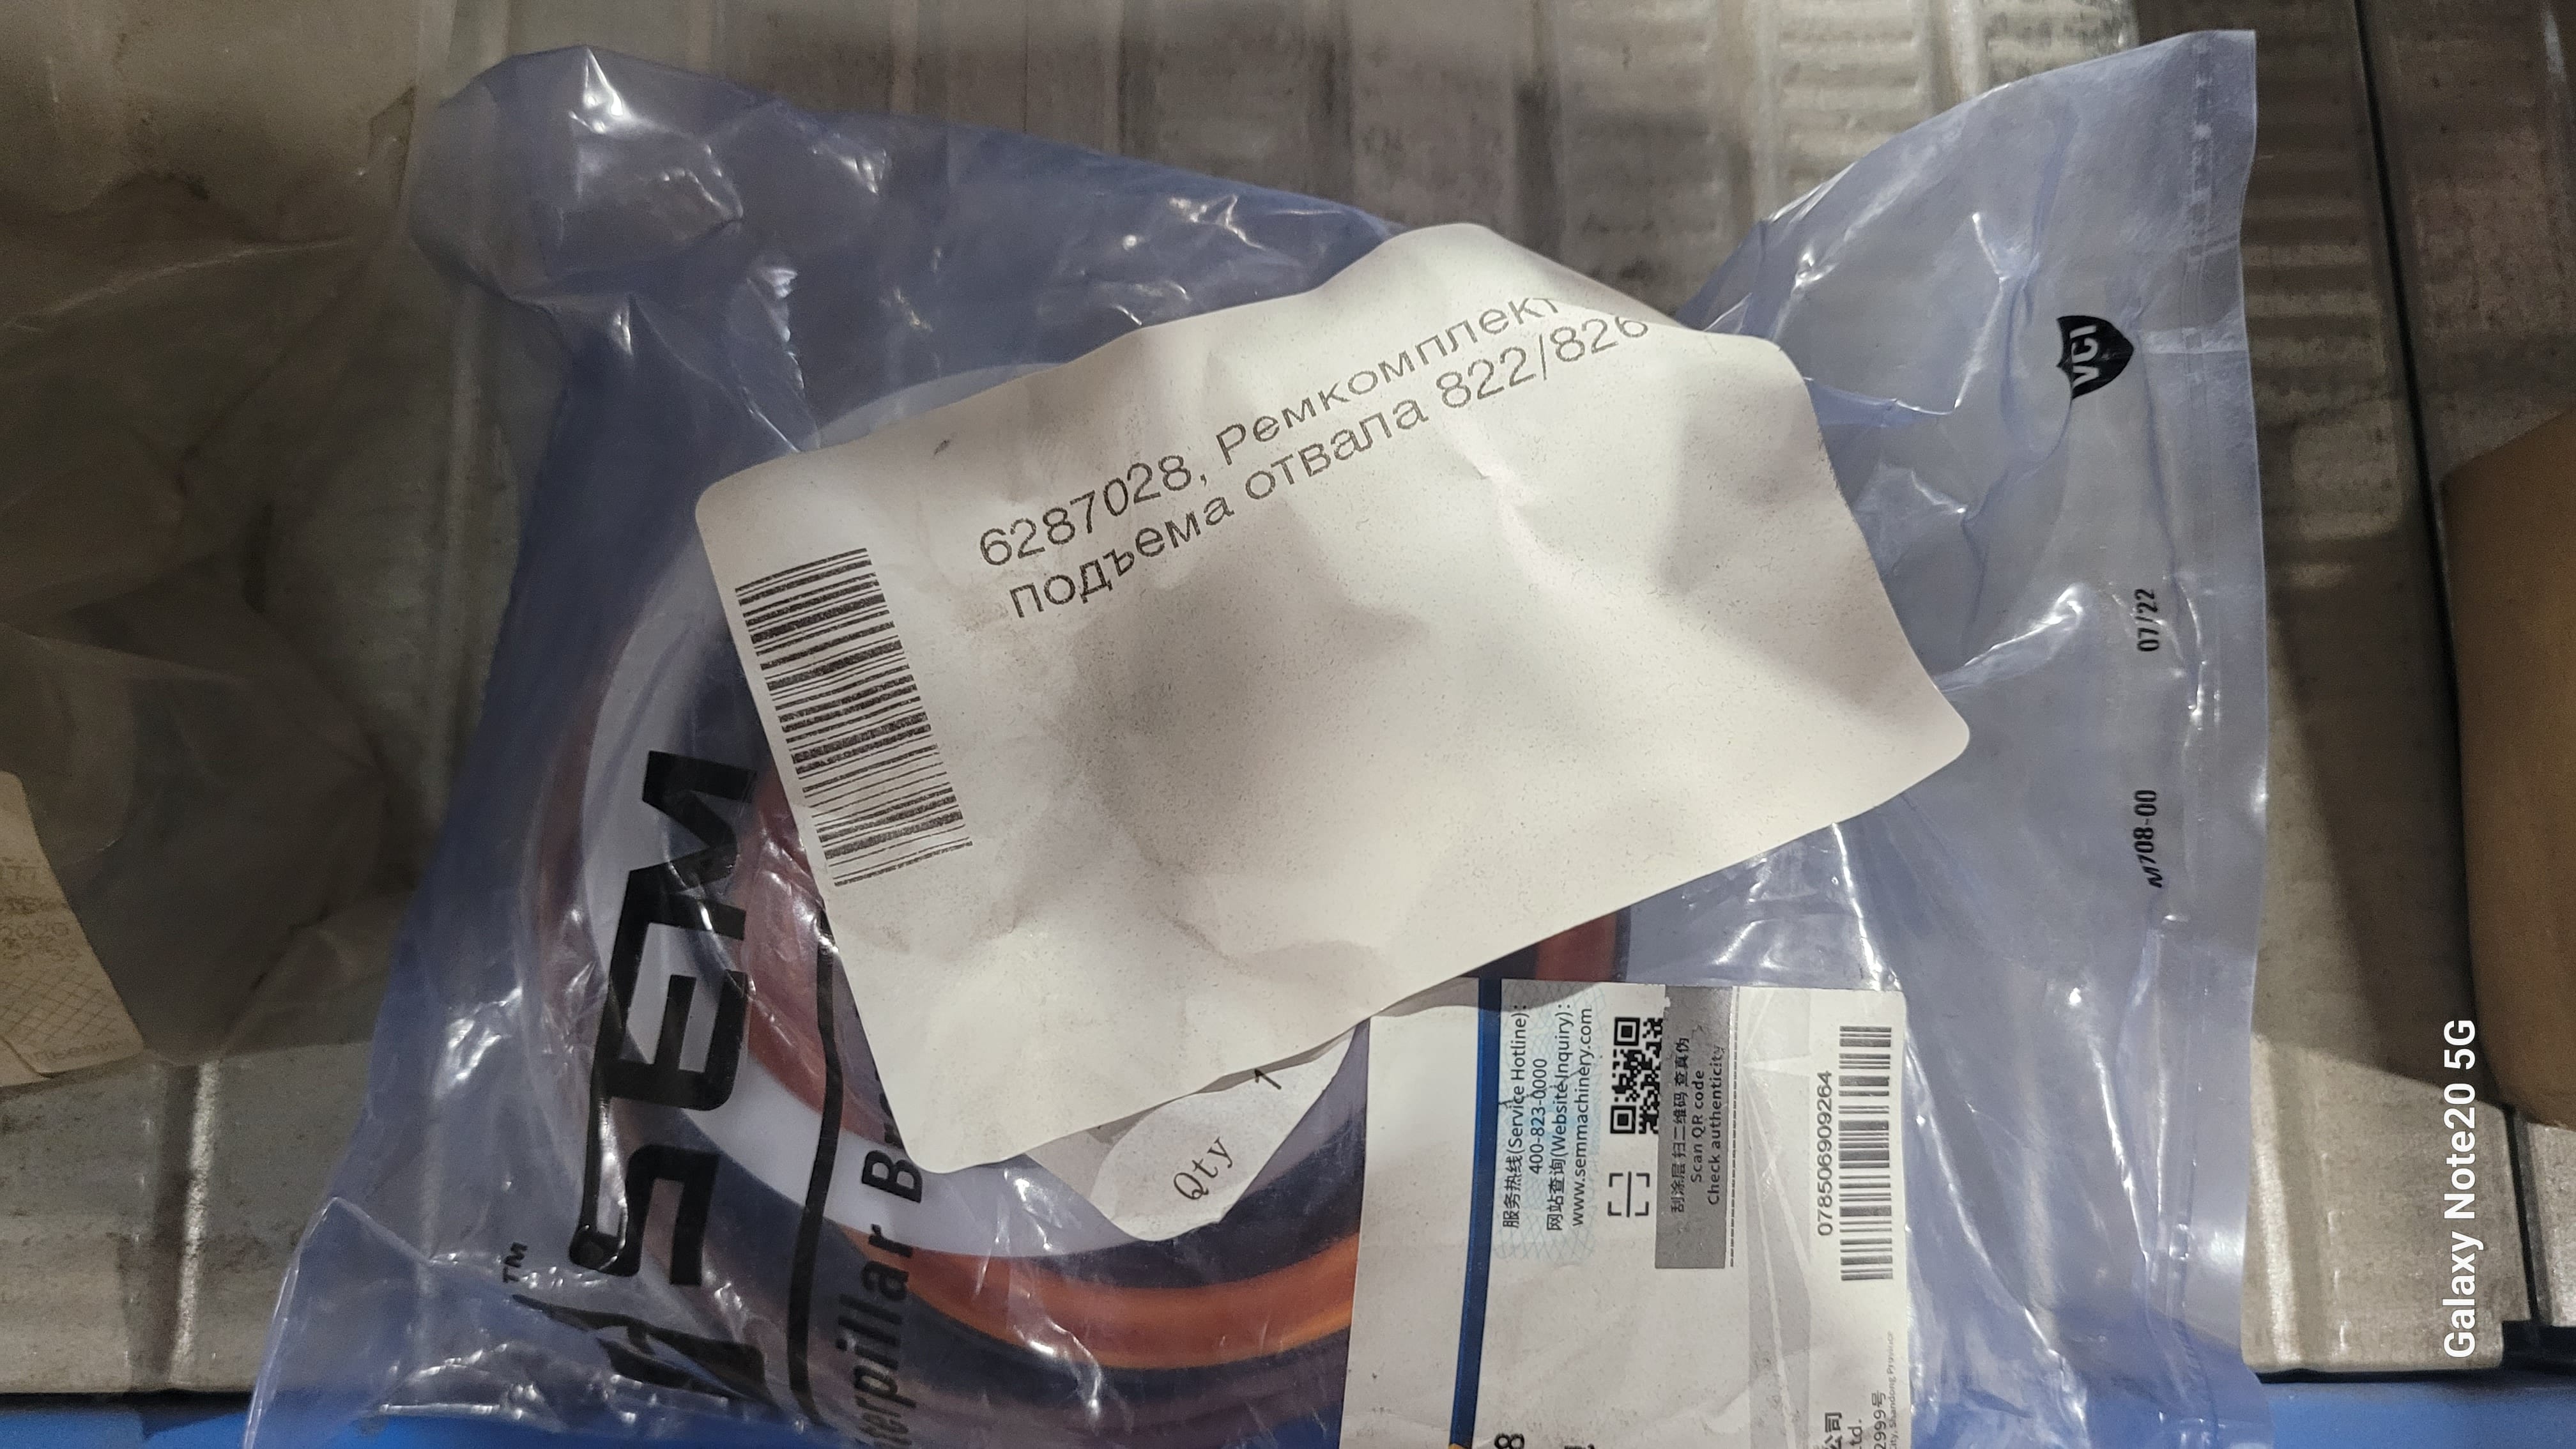 6287028, Ремкомплект
подъема отвала 822/826
SEM
TM
Qty 1
服务热线(Service Hotline):
400-823-0000
网站查询(Website Inquiry):
www.semmachinery.com
刮涂层 扫二维码 查真伪
Scan QR code
Check authenticity
07850690926​4
VCI
07/22
M708-00
Galaxy Note20 5G